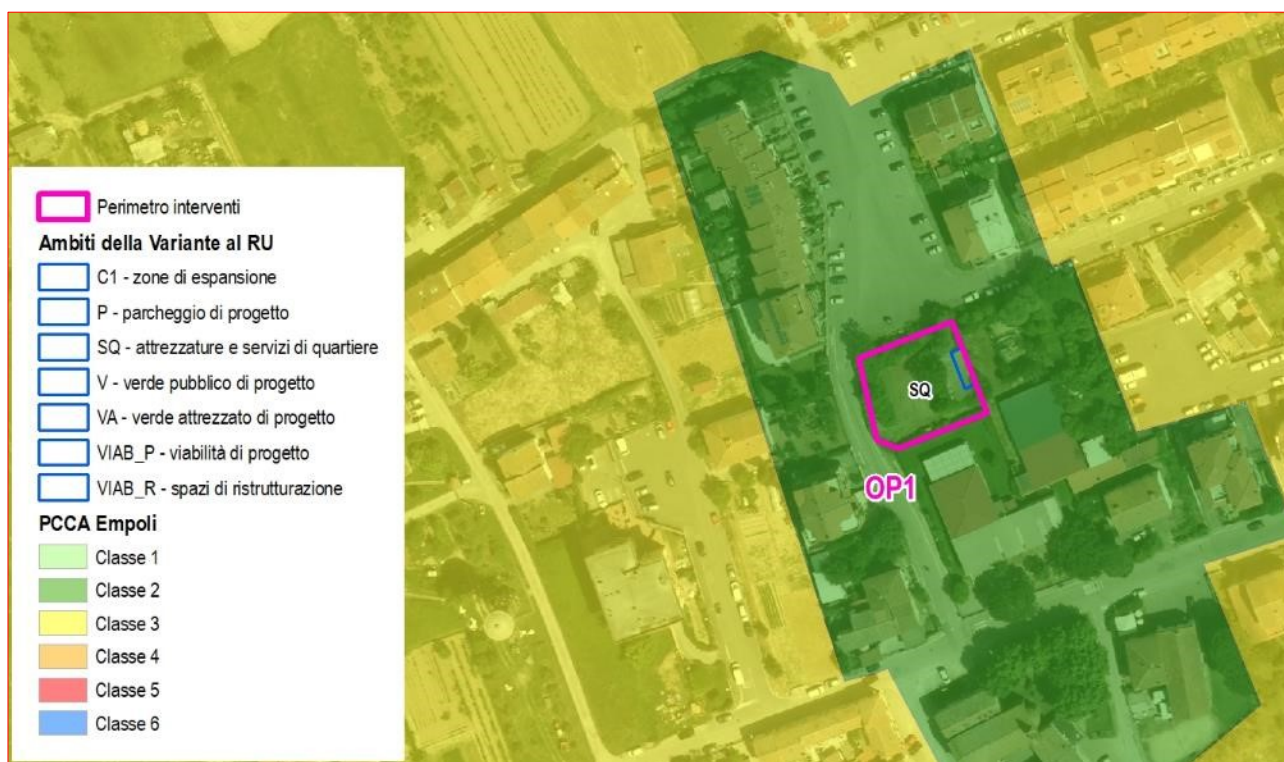 Perimetro interventi
Ambiti della Variante al RU
C1 - zone di espansione
P - parcheggio di progetto
SQ - attrezzature e servizi di quartiere
V - verde pubblico di progetto
VA - verde attrezzato di progetto
VIAB_P - viabilità di progetto
VIAB_R - spazi di ristrutturazione
PCCA Empoli
Classe 1
Classe 2
Classe 3
Classe 4
Classe 5
Classe 6
SQ
OP1